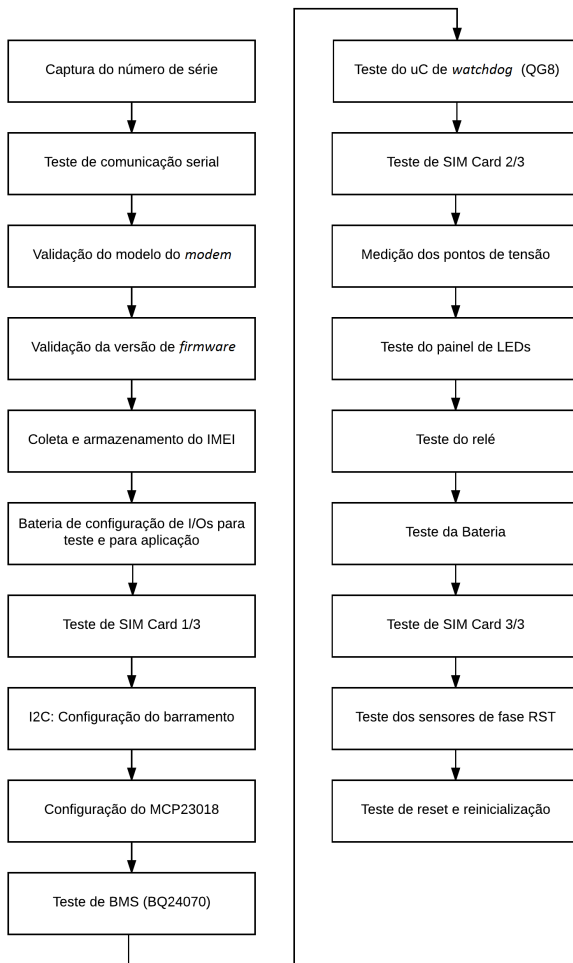 Captura do número de série
Teste de comunicação serial
Validação do modelo do modem
Validação da versão de firmware
Coleta e armazenamento do IMEI
Bateria de configuração de I/Os para
teste e para aplicação
Teste de SIM Card 1/3
I2C: Configuração do barramento
Configuração do MCP23018
Teste de BMS (BQ24070)
Teste do uC de watchdog (QG8)
Teste de SIM Card 2/3
Medição dos pontos de tensão
Teste do painel de LEDs
Teste do relé
Teste da Bateria
Teste de SIM Card 3/3
Teste dos sensores de fase RST
Teste de reset e reinicialização